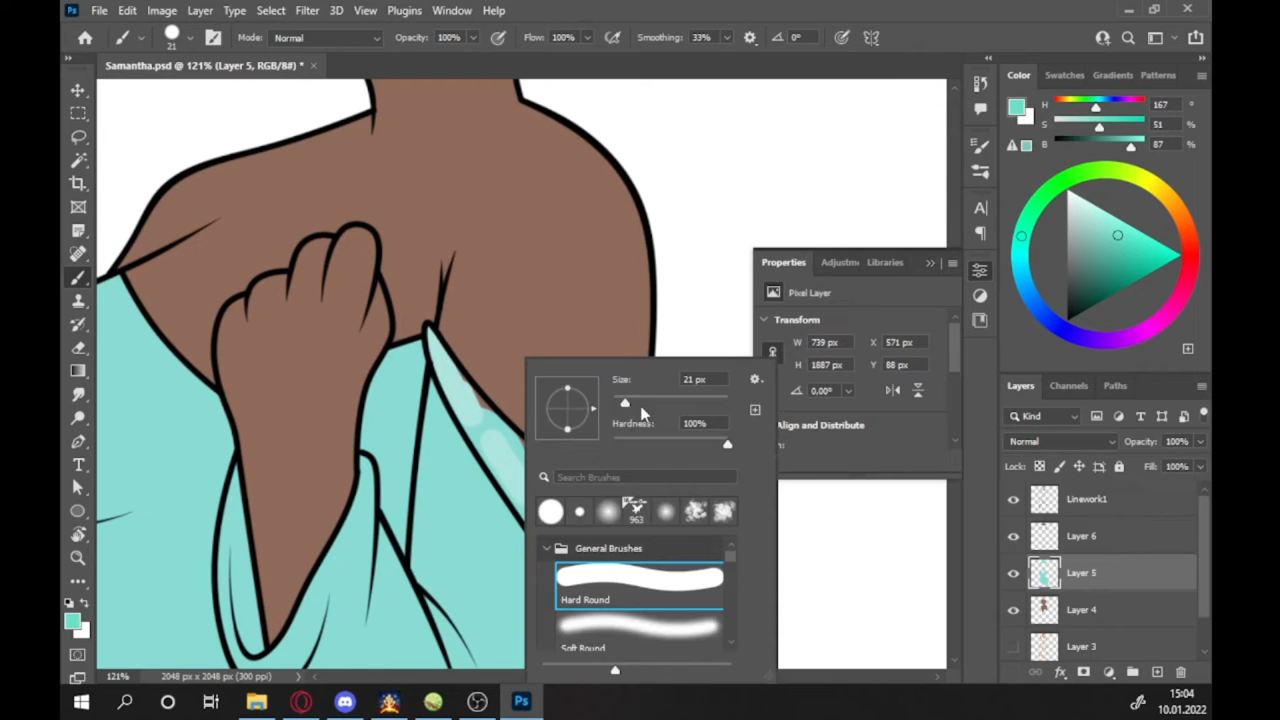 Ps File Edit Image Layer Type Select Filter 3D View Plugins Window Help
21 Mode: Normal Opacity: 100% Flow: 100% Smoothing: 33% 0°
Samantha.psd @ 121% (Layer 5, RGB/8#) *
Color Swatches Gradients Patterns
H 167 °
S 51 %
B 87 %
Properties Adjustm Libraries
Pixel Layer
Transform
W 739 px X 571 px
H 1887 px Y 88 px
0,00°
Align and Distribute
Size: 21 px
Hardness: 100%
Search Brushes
963
General Brushes
Hard Round
Soft Round
Layers Channels Paths
Kind
Normal Opacity: 100%
Lock: Fill: 100%
Linework1
Layer 6
Layer 5
Layer 4
Layer 3
121% 2048 px x 2048 px (300 ppi)
Ps
15:04
10.01.2022